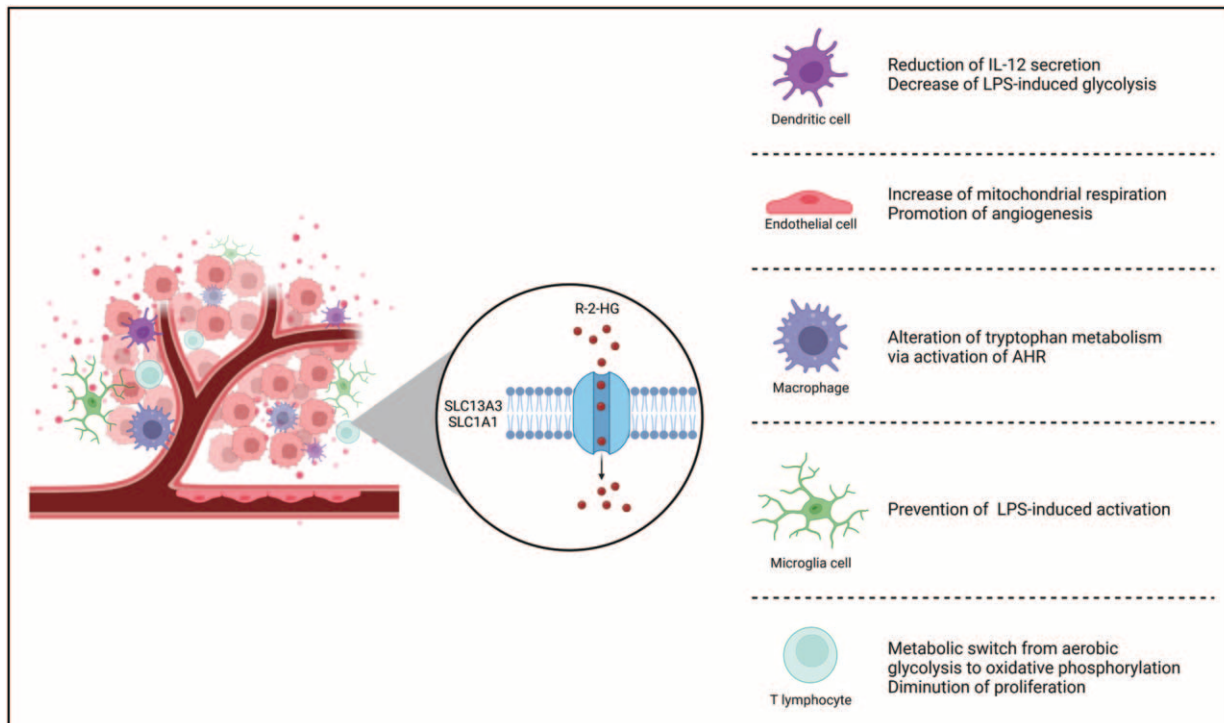 R-2-HG
SLC13A3
SLC1A1
Dendritic cell
Reduction of IL-12 secretion
Decrease of LPS-induced glycolysis
Endothelial cell
Increase of mitochondrial respiration
Promotion of angiogenesis
Macrophage
Alteration of tryptophan metabolism
via activation of AHR
Microglia cell
Prevention of LPS-induced activation
T lymphocyte
Metabolic switch from aerobic
glycolysis to oxidative phosphorylation
Diminution of proliferation